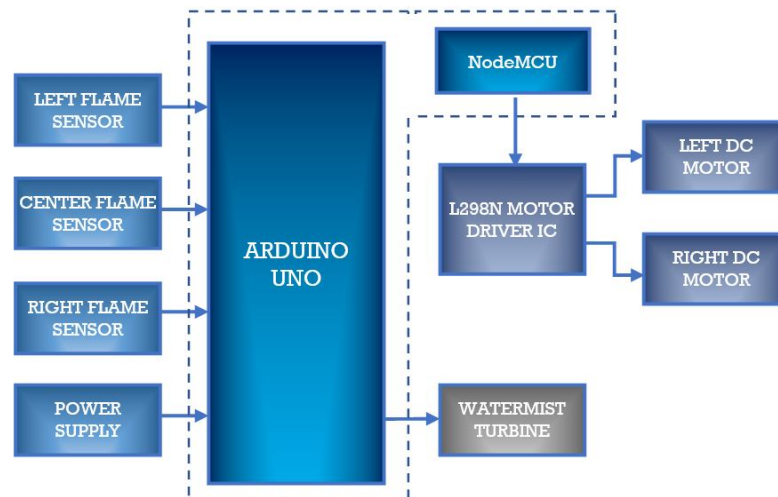 LEFT FLAME
SENSOR
CENTER FLAME
SENSOR
RIGHT FLAME
SENSOR
POWER
SUPPLY
ARDUINO
UNO
NodeMCU
L298N MOTOR
DRIVER IC
LEFT DC
MOTOR
RIGHT DC
MOTOR
WATERMIST
TURBINE